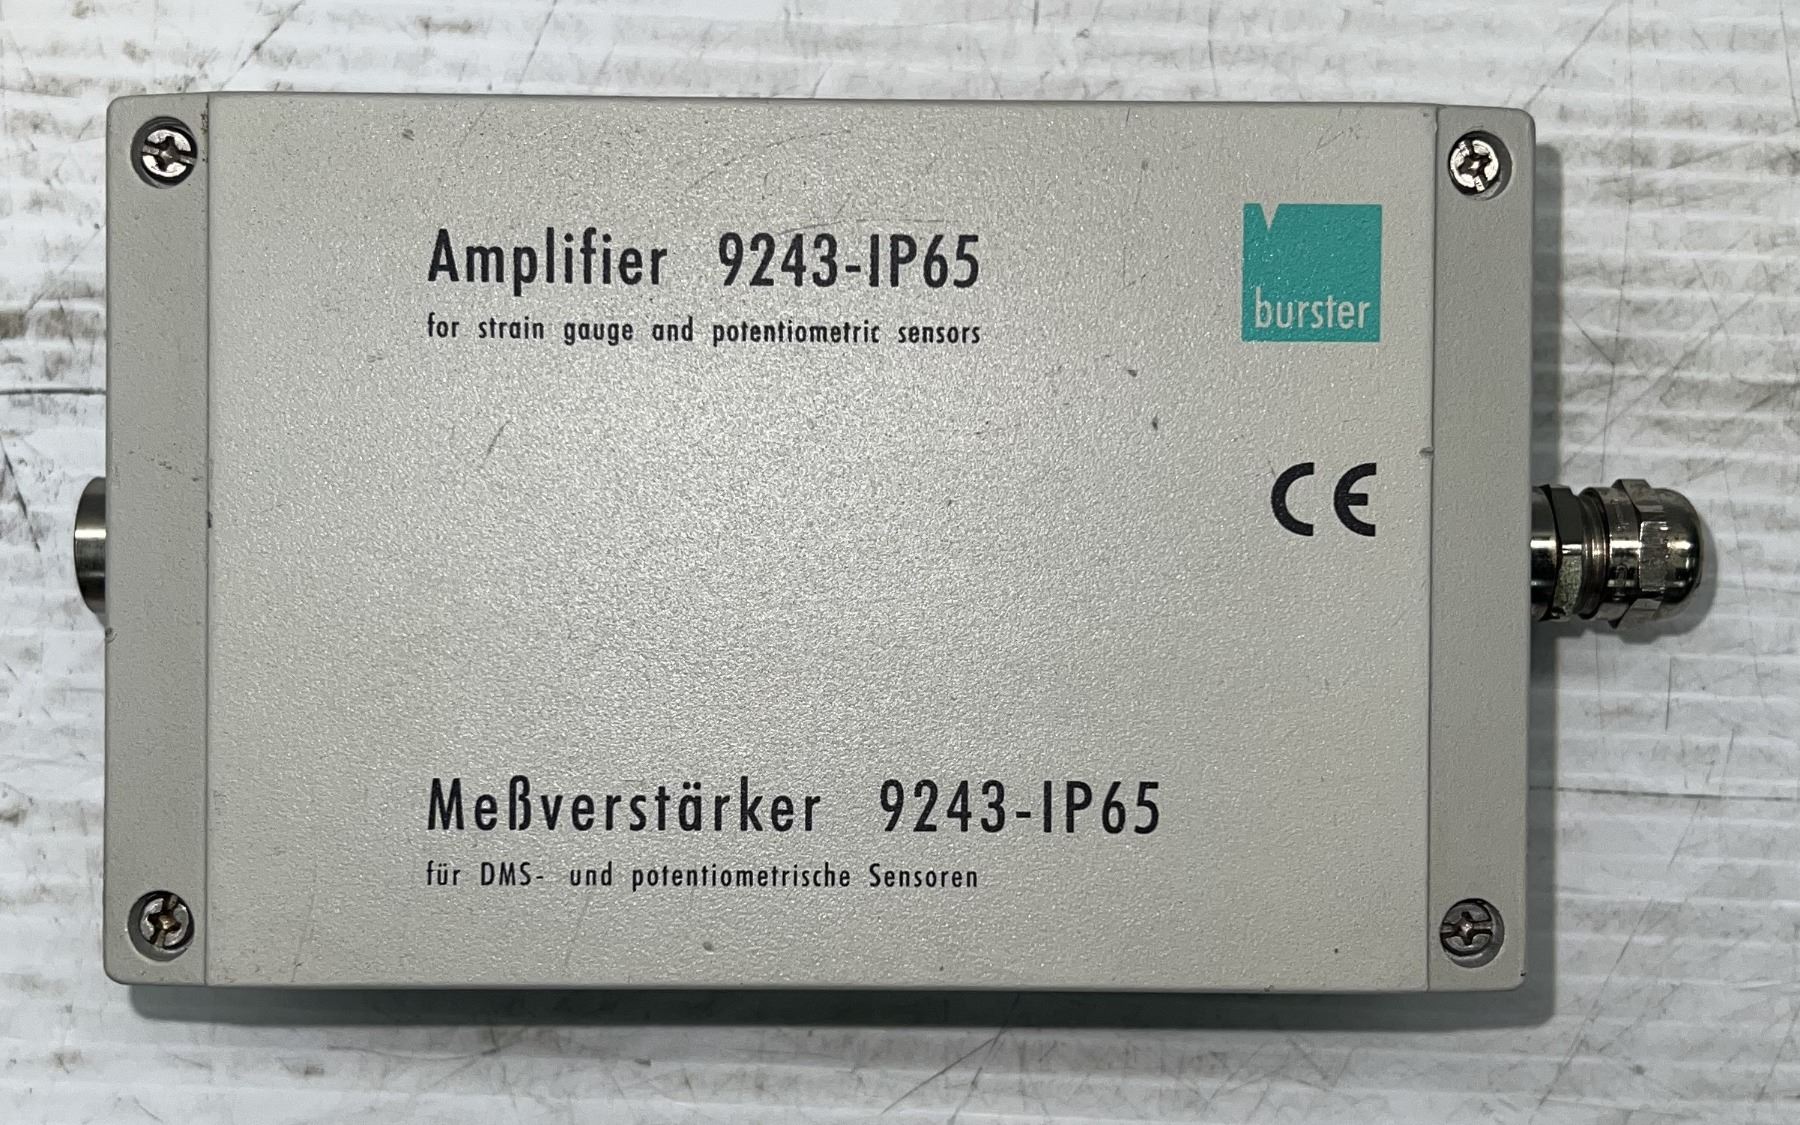 Amplifier 9243-IP65
for strain gauge and potentiometric sensors
burster
CE
Meßverstärker 9243-IP65
für DMS- und potentiometrische Sensoren